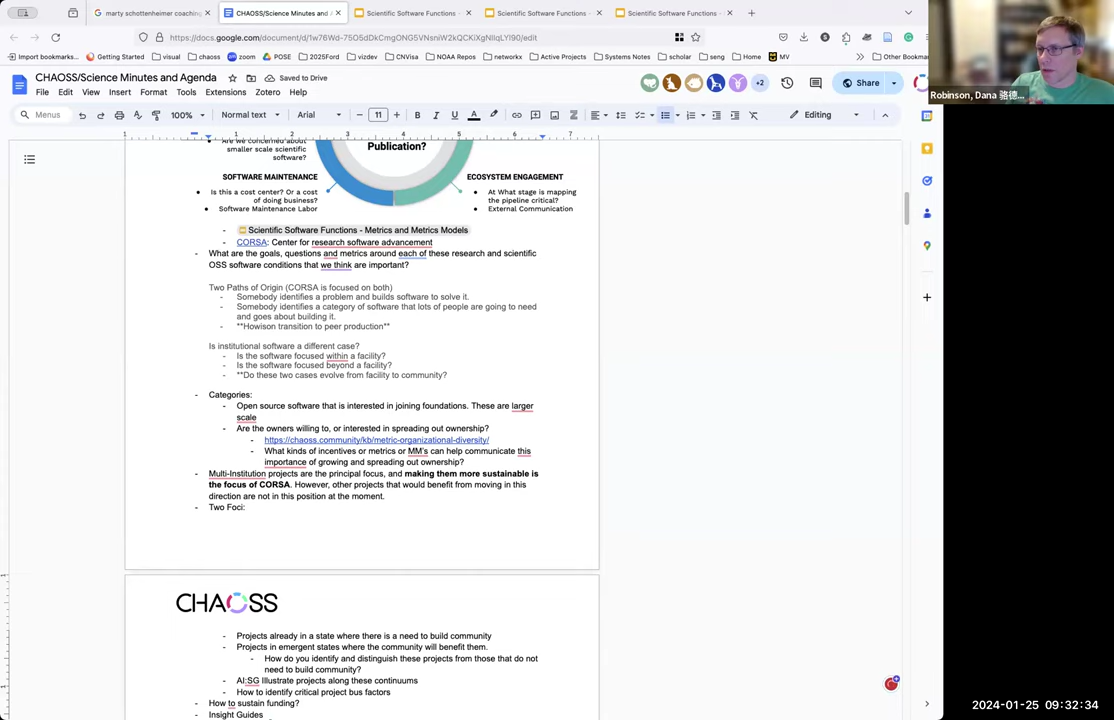 marty schottenheimer coaching
CHAOSS/Science Minutes and A
Scientific Software Functions -
Scientific Software Functions -
Scientific Software Functions -
Import bookmarks...
Getting Started
visual
chaoss
zoom
POSE
2025Ford
vizdev
CNVisa
NOAA Repos
networkx
Active Projects
Systems Notes
scholar
seng
Home
MV
Other Bookmar
Robinson, Dana 骆德...
CHAOSS/Science Minutes and Agenda
Saved to Drive
File Edit View Insert Format Tools Extensions Zotero Help
+2
Share
Menus
100%
Normal text
Arial
11
Editing
1 1 2 3 4 5 6 7
Are we concerned about
smaller scale scientific
software?
Publication?
SOFTWARE MAINTENANCE
Is this a cost center? Or a cost
of doing business?
Software Maintenance Labor
ECOSYSTEM ENGAGEMENT
At What stage is mapping
the pipeline critical?
External Communication
- Scientific Software Functions - Metrics and Metrics Models
- CORSA: Center for research software advancement
- What are the goals, questions and metrics around each of these research and scientific
OSS software conditions that we think are important?
Two Paths of Origin (CORSA is focused on both)
- Somebody identifies a problem and builds software to solve it.
- Somebody identifies a category of software that lots of people are going to need
and goes about building it.
- **Howison transition to peer production**
Is institutional software a different case?
- Is the software focused within a facility?
- Is the software focused beyond a facility?
- **Do these two cases evolve from facility to community?
- Categories:
- Open source software that is interested in joining foundations. These are larger
scale
- Are the owners willing to, or interested in spreading out ownership?
- https://chaoss.community/kb/metric-organizational-diversity/
- What kinds of incentives or metrics or MM's can help communicate this
importance of growing and spreading out ownership?
- Multi-Institution projects are the principal focus, and making them more sustainable is
the focus of CORSA. However, other projects that would benefit from moving in this
direction are not in this position at the moment.
- Two Foci:
CHAOSS
- Projects already in a state where there is a need to build community
- Projects in emergent states where the community will benefit them.
- How do you identify and distinguish these projects from those that do not
need to build community?
- AI:SG Illustrate projects along these continuums
- How to identify critical project bus factors
- How to sustain funding?
- Insight Guides
2024-01-25 09:32:34